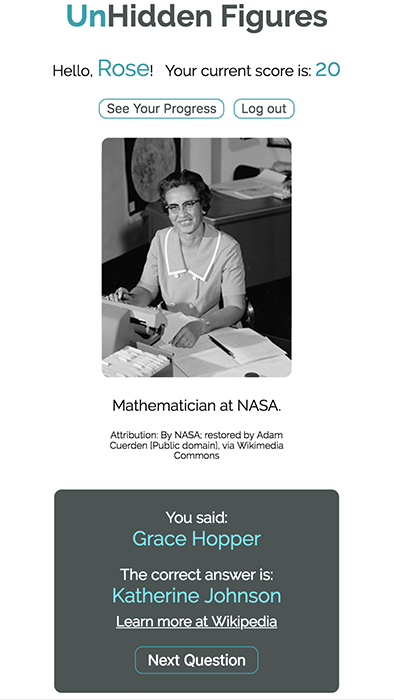 UnHidden Figures
Hello, Rose! Your current score is: 20
See Your Progress Log out
Mathematician at NASA.
Attribution: By NASA; restored by Adam
Cuerden [Public domain], via Wikimedia
Commons
You said:
Grace Hopper
The correct answer is:
Katherine Johnson
Learn more at Wikipedia
Next Question